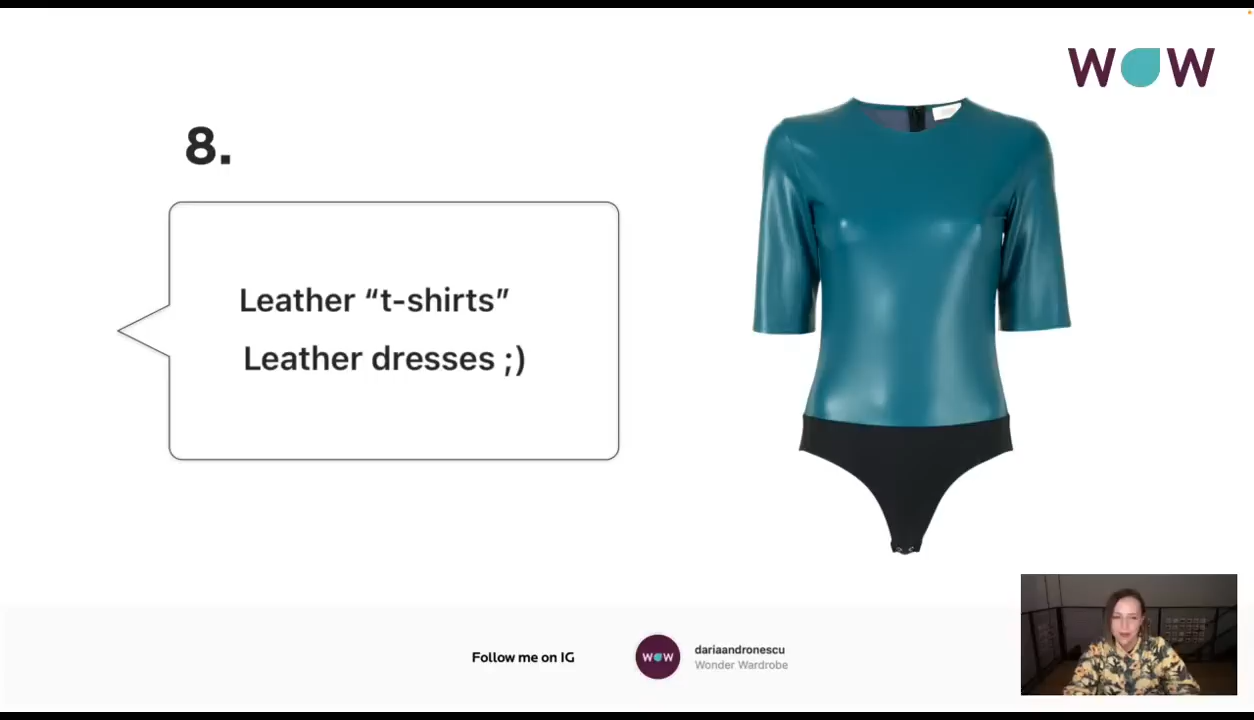 WOW
8.
Leather “t-shirts”
Leather dresses ;)
Follow me on IG
WOW
dariaandronescu
Wonder Wardrobe